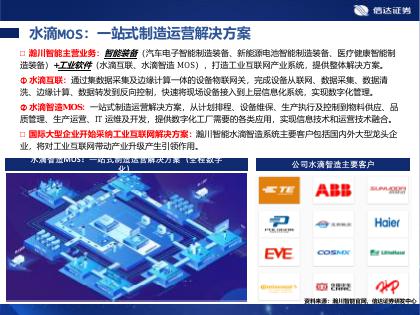 信达证券
水滴MOS：一站式制造运营解决方案
瀚川智能主营业务：智能装备（汽车电子智能制造装备、新能源电池智能制造装备、医疗健康智能制
造装备）+工业软件（水滴互联、水滴智造 MOS），打造工业互联网产业系统，提供整体解决方案。
水滴互联：通过集数据采集及边缘计算一体的设备物联网关，完成设备从联网、数据采集、数据清
洗、边缘计算、数据转发到反向控制，快速将现场设备接入到上层信息化系统，实现数字化管理。
水滴智造MOS：一站式制造运营解决方案，从计划排程、设备维保、生产执行及控制到物料供应、品
质管理、生产运营、IT 运维及开发，提供数字化工厂需要的各类应用，实现信息技术和运营技术融合。
国际大型企业开始采纳工业互联网解决方案：瀚川智能水滴智造系统主要客户包括国内外大型龙头企
业，将对工业互联网带动产业升级产生引领作用。
水滴智造MOS：一站式制造运营解决方案（全程数字
化）
公司水滴智造主要客户
TE
ABB
SUNWODA
Haier
EVE
COSMX
Continental
CRRC
资料来源：瀚川智能官网，信达证券研发中心